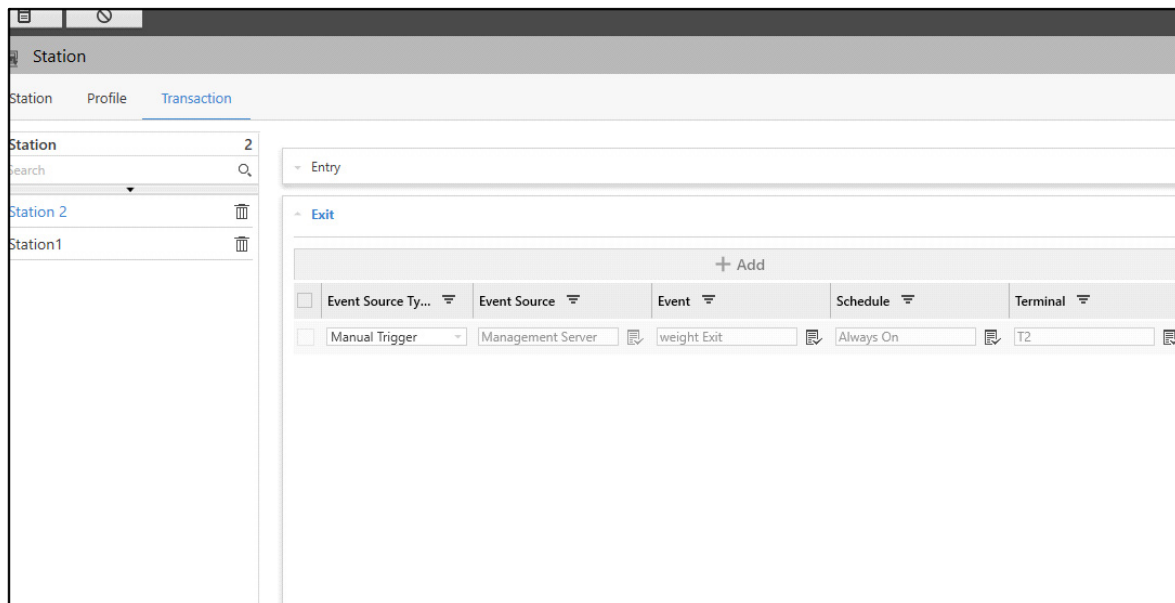 Station
Station Profile Transaction
Station 2
Search
Station 2
Station1
Entry
Exit
+ Add
Event Source Ty... Event Source Event Schedule Terminal
Manual Trigger Management Server weight Exit Always On T2